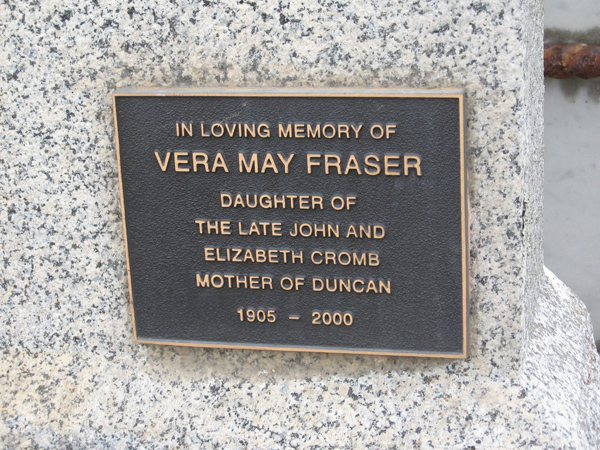 IN LOVING MEMORY OF
VERA MAY FRASER
DAUGHTER OF
THE LATE JOHN AND
ELIZABETH CROMB
MOTHER OF DUNCAN
1905 – 2000